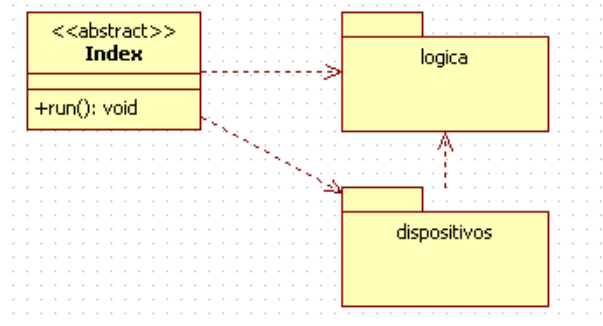 <<abstract>>
Index
+run(): void
logica
dispositivos